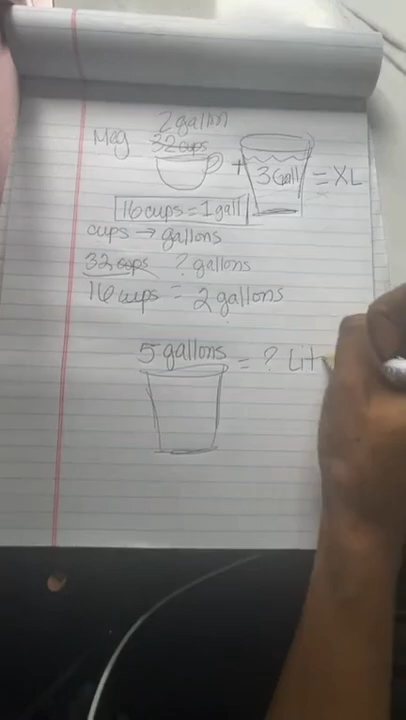 2 gallon
Meg 32 cups
+ 3 Gall = XL
16 cups = 1 gall
cups → gallons
32 cups ? gallons
16 cups = 2 gallons
5 gallons = ? Lit